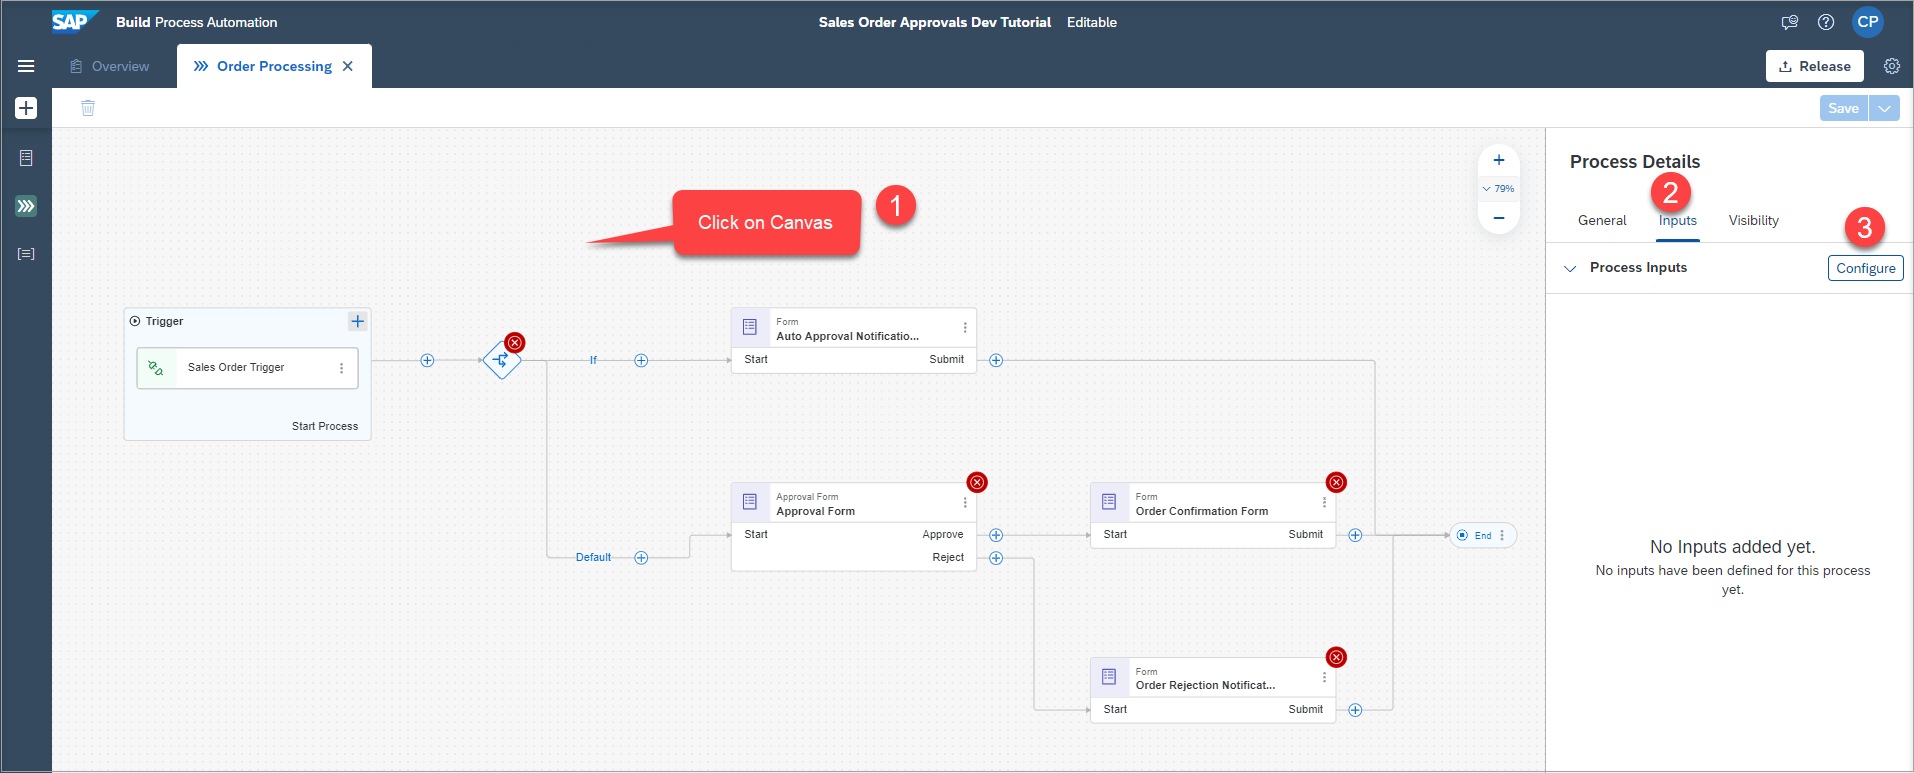 SAP Build Process Automation
Sales Order Approvals Dev Tutorial Editable
CP
Overview
Order Processing
Release
Save
Click on Canvas
1
79%
Process Details
2
General Inputs Visibility
3
Process Inputs
Configure
No Inputs added yet.
No inputs have been defined for this process
yet.
Trigger
Sales Order Trigger
Start Process
If
Form
Auto Approval Notificatio...
Start Submit
Default
Approval Form
Approval Form
Start Approve
Reject
Form
Order Confirmation Form
Start Submit
End
Form
Order Rejection Notificat...
Start Submit